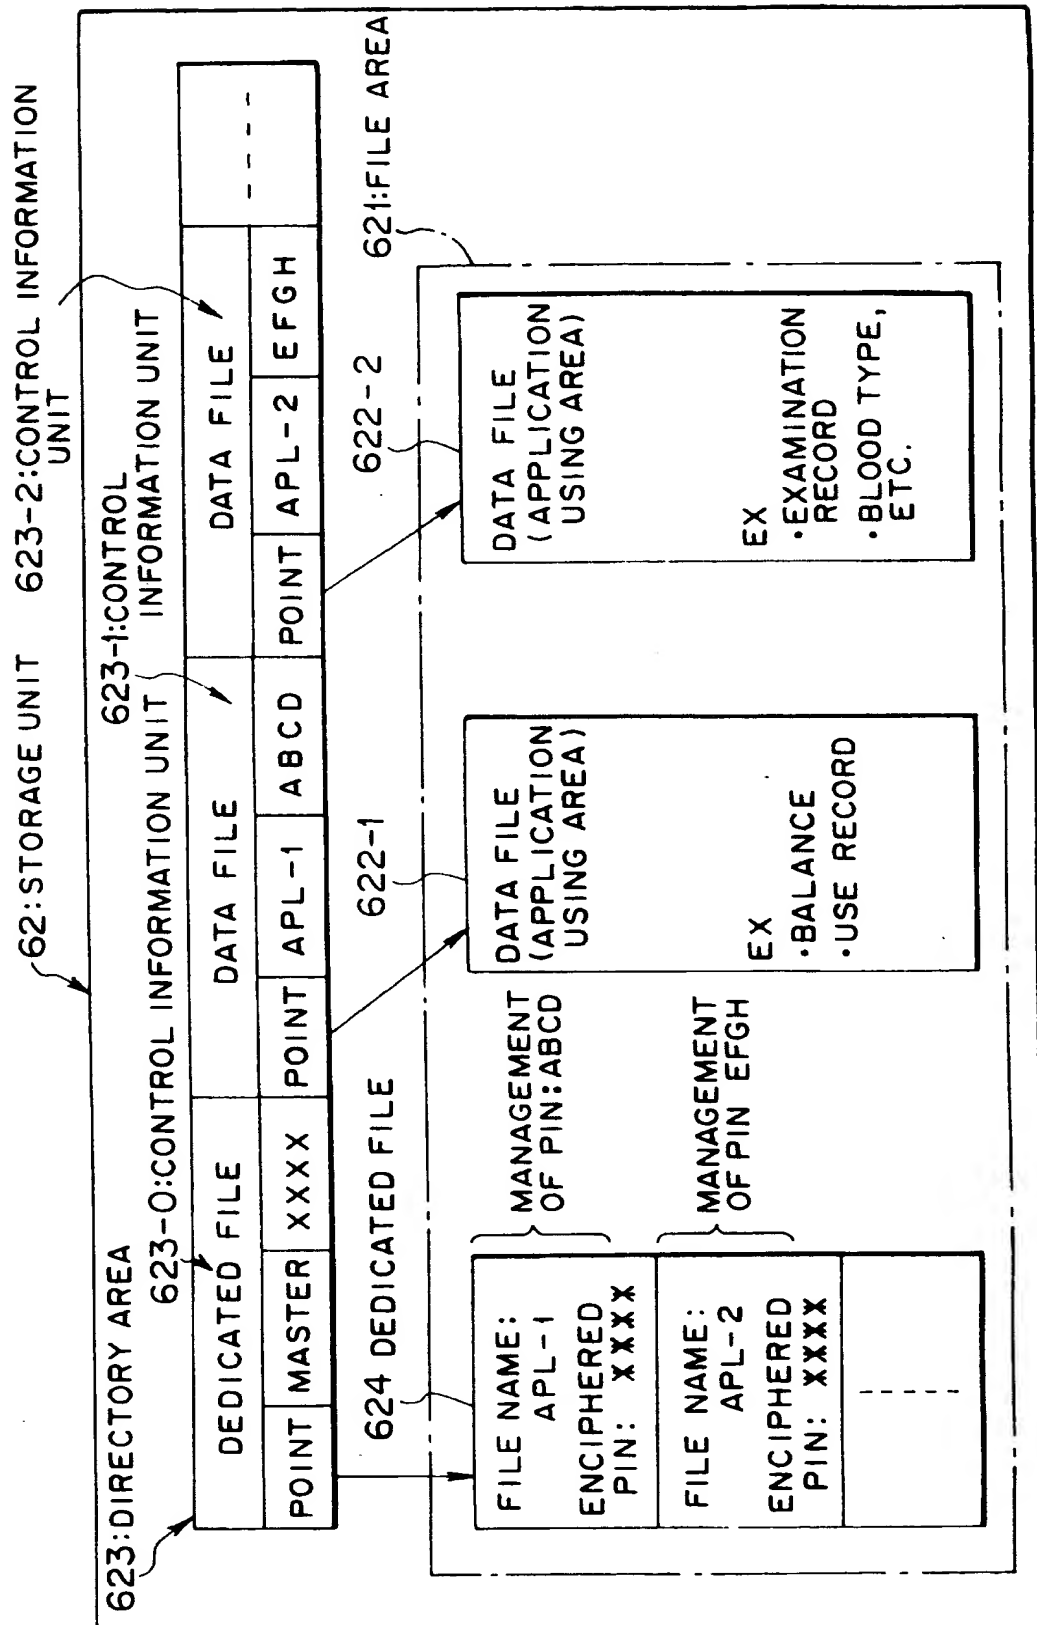 62:STORAGE UNIT
623-2:CONTROL INFORMATION
UNIT
623:DIRECTORY AREA
623-1:CONTROL
INFORMATION UNIT
623-0:CONTROL INFORMATION UNIT
DEDICATED FILE
DATA FILE
DATA FILE
-----
POINT
MASTER
XXXX
POINT
APL-1
ABCD
POINT
APL-2
EFGH
624 DEDICATED FILE
622-1
622-2
621:FILE AREA
FILE NAME:
APL-1
ENCIPHERED
PIN: XXXX
FILE NAME:
APL-2
ENCIPHERED
PIN: XXXX
MANAGEMENT
OF PIN:ABCD
MANAGEMENT
OF PIN EFGH
DATA FILE
(APPLICATION
USING AREA)
EX
·BALANCE
·USE RECORD
DATA FILE
(APPLICATION
USING AREA)
EX
·EXAMINATION
RECORD
·BLOOD TYPE,
ETC.